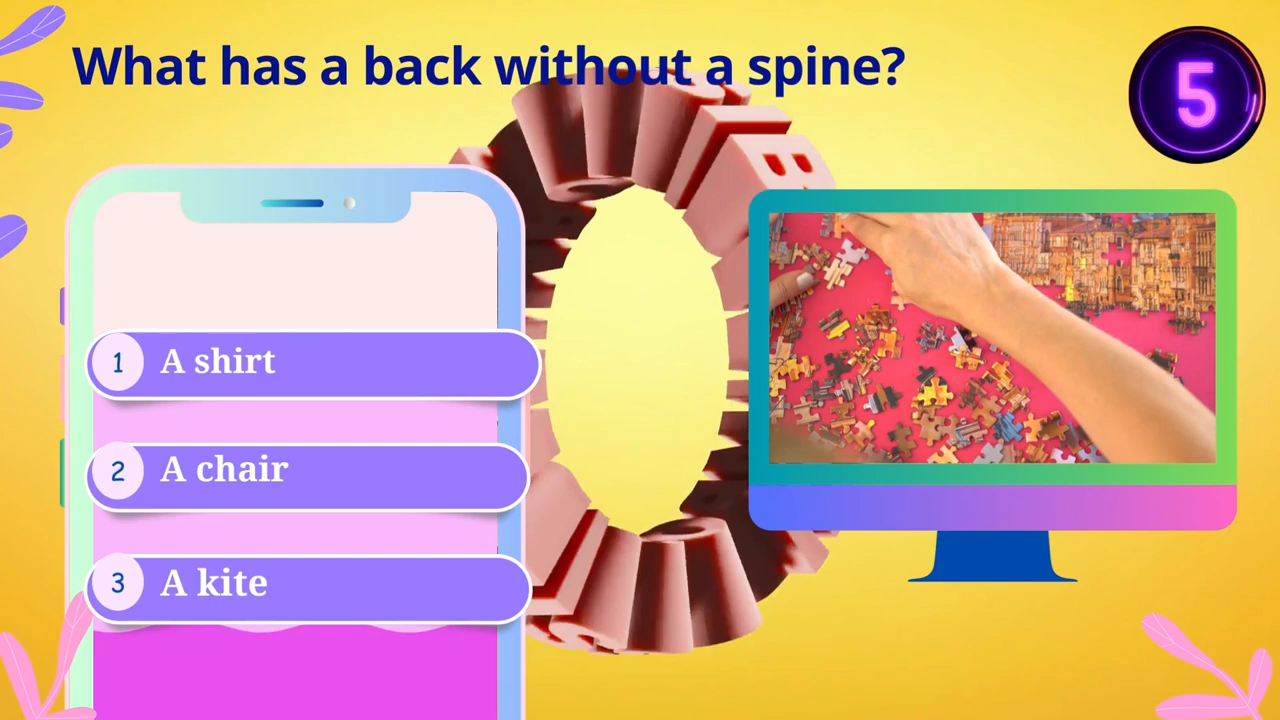 What has a back without a spine?
5
1 A shirt
2 A chair
3 A kite